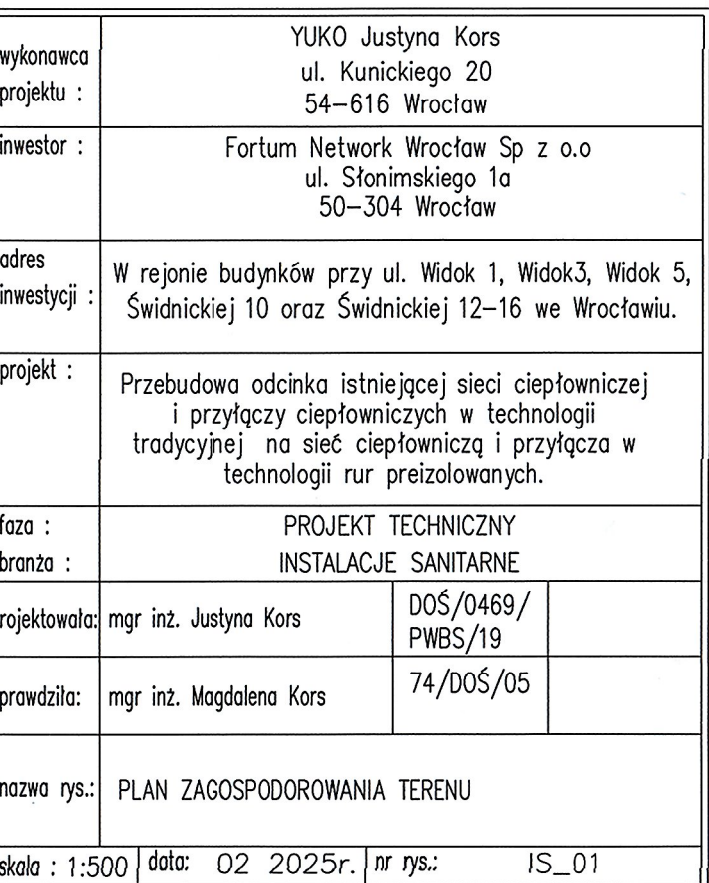 wykonawca
projektu :
YUKO Justyna Kors
ul. Kunickiego 20
54-616 Wrocław
inwestor :
Fortum Network Wrocław Sp z o.o
ul. Słonimskiego 1a
50-304 Wrocław
adres
inwestycji :
W rejonie budynków przy ul. Widok 1, Widok3, Widok 5,
Świdnickiej 10 oraz Świdnickiej 12-16 we Wrocławiu.
projekt :
Przebudowa odcinka istniejącej sieci ciepłowniczej
i przyłączy ciepłowniczych w technologii
tradycyjnej na sieć ciepłowniczą i przyłącza w
technologii rur preizolowanych.
faza : PROJEKT TECHNICZNY
branża : INSTALACJE SANITARNE
rojektowała: mgr inż. Justyna Kors
DOŚ/0469/
PWBS/19
prawdziła: mgr inż. Magdalena Kors 74/DOŚ/05
nazwa rys.: PLAN ZAGOSPODOROWANIA TERENU
skala : 1:500 data: 02 2025r. nr rys.: IS_01